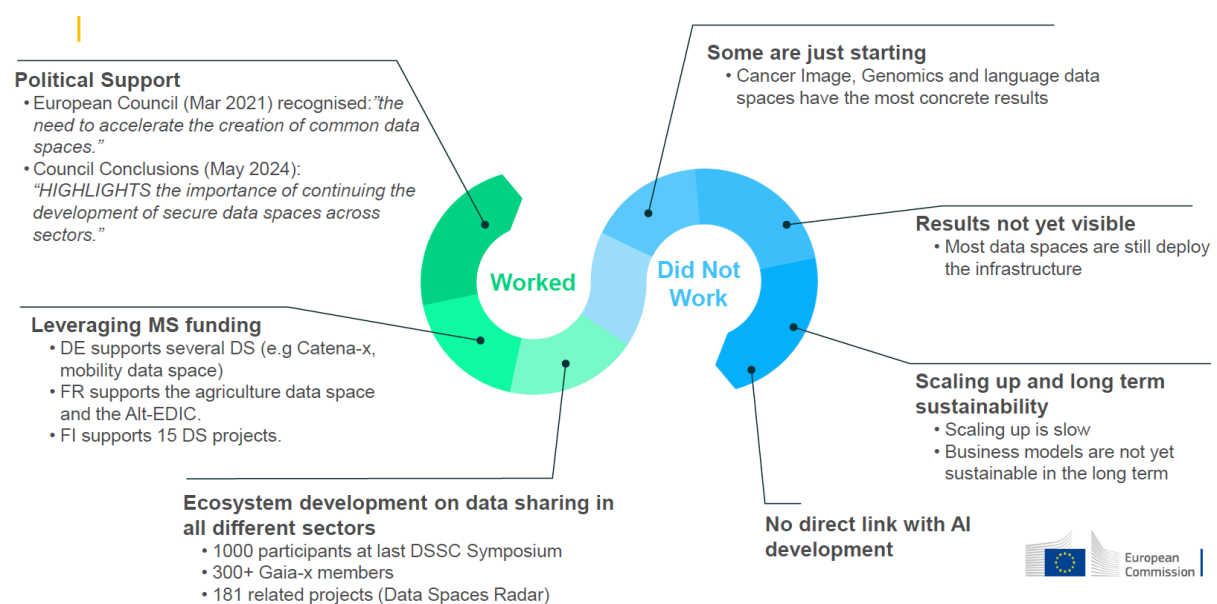 Political Support
• European Council (Mar 2021) recognised:”the
need to accelerate the creation of common data
spaces.”
• Council Conclusions (May 2024):
“HIGHLIGHTS the importance of continuing the
development of secure data spaces across
sectors.”
Leveraging MS funding
• DE supports several DS (e.g Catena-x,
mobility data space)
• FR supports the agriculture data space
and the Alt-EDIC.
• FI supports 15 DS projects.
Ecosystem development on data sharing in
all different sectors
• 1000 participants at last DSSC Symposium
• 300+ Gaia-x members
• 181 related projects (Data Spaces Radar)
Worked
Did Not
Work
Some are just starting
• Cancer Image, Genomics and language data
spaces have the most concrete results
Results not yet visible
• Most data spaces are still deploy
the infrastructure
Scaling up and long term
sustainability
• Scaling up is slow
• Business models are not yet
sustainable in the long term
No direct link with AI
development
European
Commission